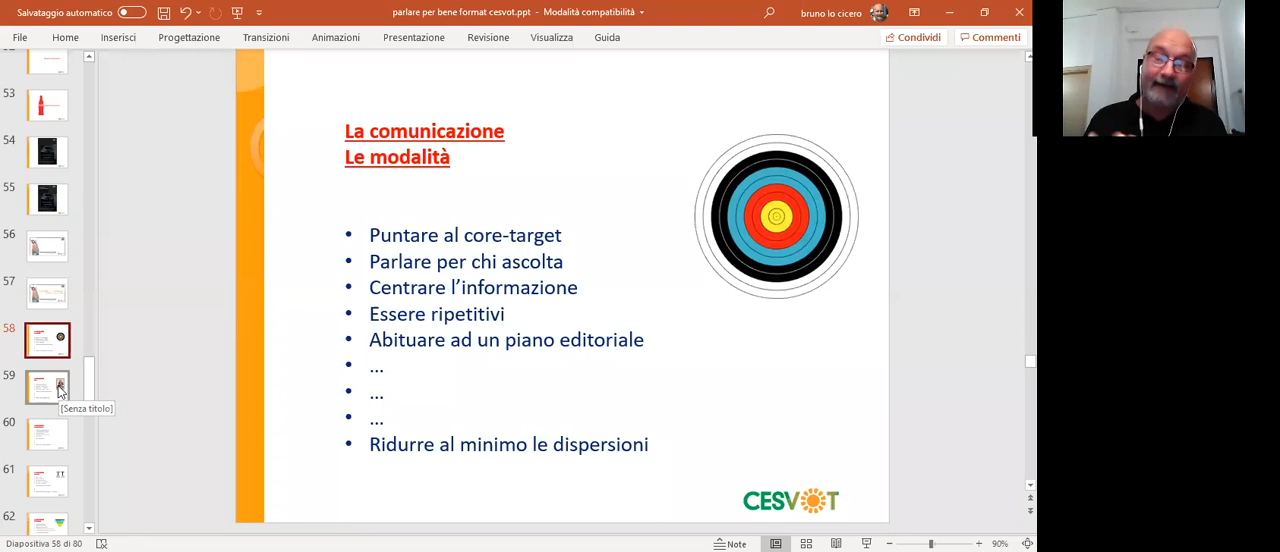 Salvataggio automatico
parlare per bene format cesvot.ppt - Modalità compatibilità
bruno lo cicero
File Home Inserisci Progettazione Transizioni Animazioni Presentazione Revisione Visualizza Guida
Condividi Commenti
53
54
55
56
57
58
59
[Senza titolo]
60
61
62
La comunicazione
Le modalità
• Puntare al core-target
• Parlare per chi ascolta
• Centrare l’informazione
• Essere ripetitivi
• Abituare ad un piano editoriale
• ...
• ...
• ...
• Ridurre al minimo le dispersioni
CESVOT
Diapositiva 58 di 80
Note
90%